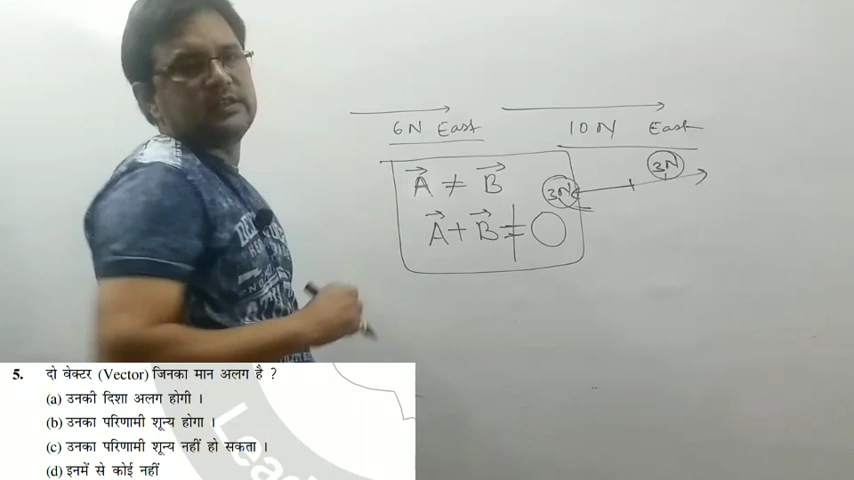 6N East
10N East
3N
3N
A ≠ B
A + B ≠ 0
5. दो वेक्टर (Vector) जिनका मान अलग है ?
(a) उनकी दिशा अलग होगी ।
(b) उनका परिणामी शून्य होगा ।
(c) उनका परिणामी शून्य नहीं हो सकता ।
(d) इनमें से कोई नहीं